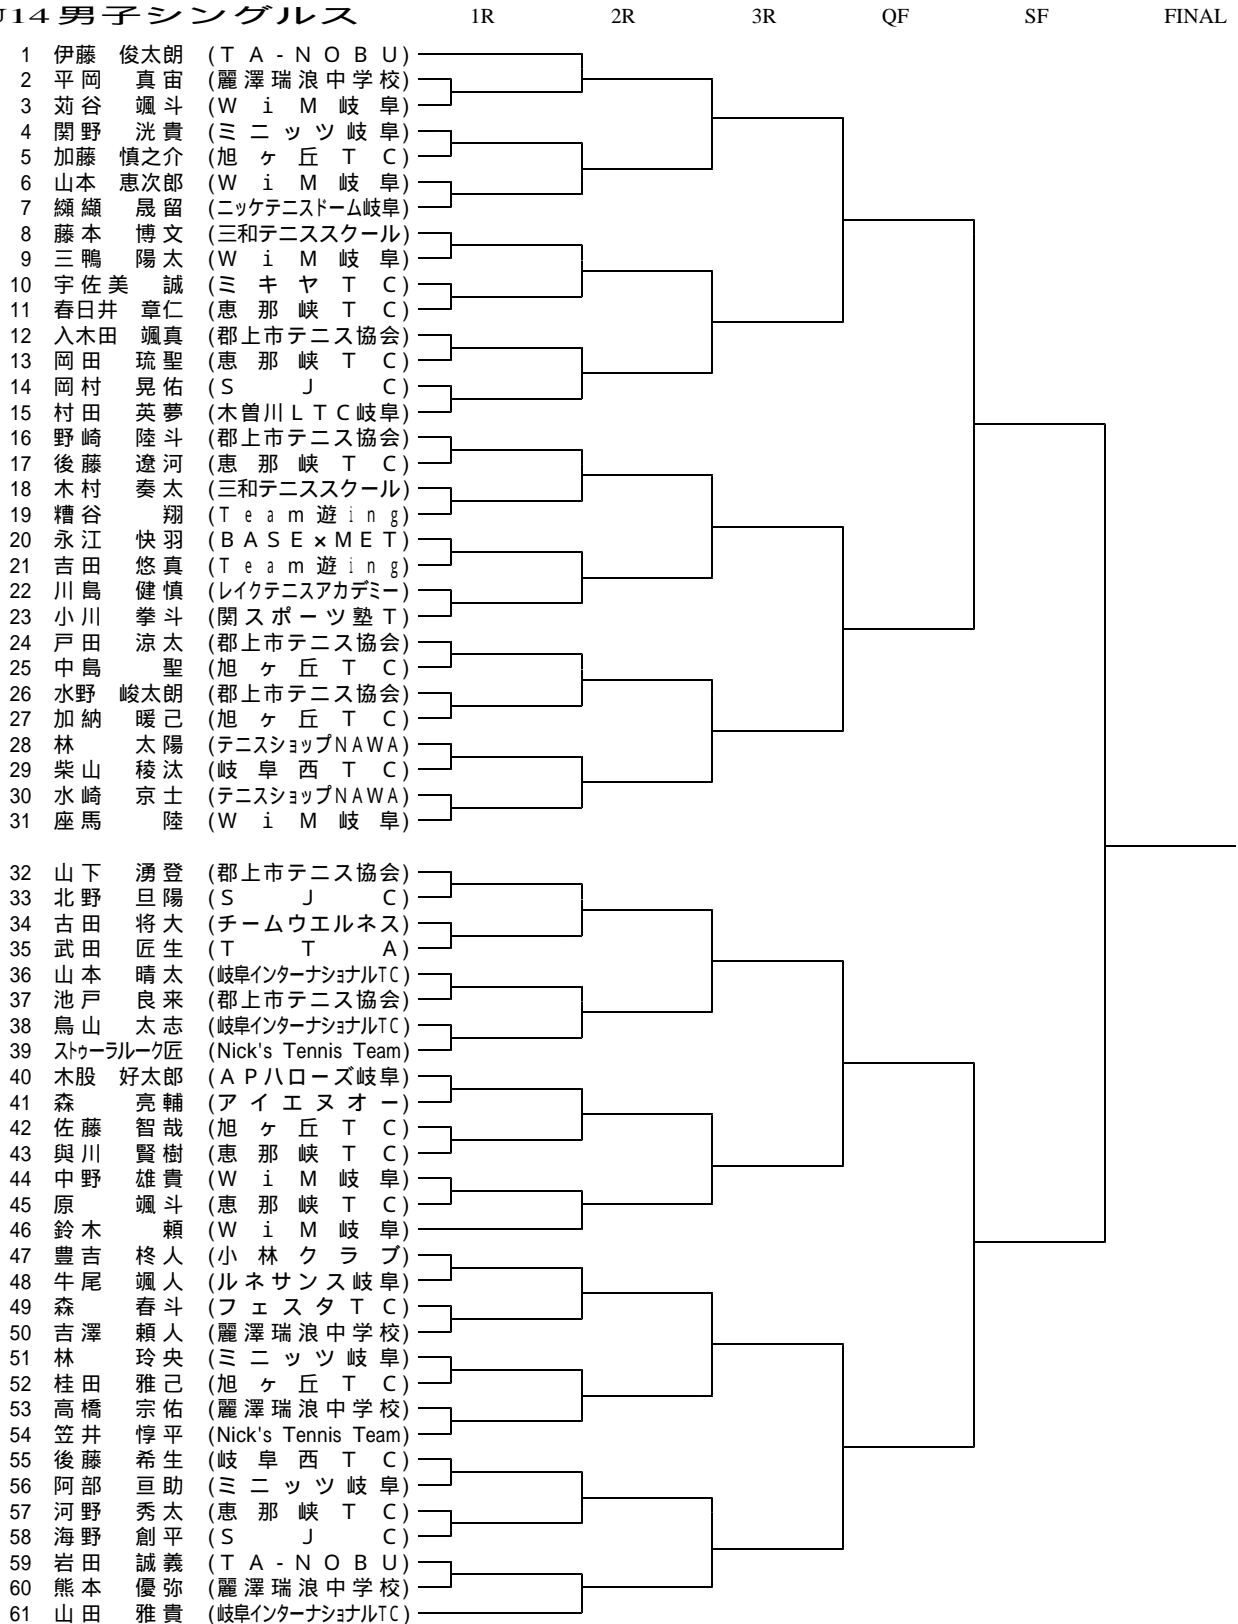 U14男子シングルス 1R 2R 3R QF SF FINAL
1 伊藤 俊太朗 (TA-NOBU)
2 平岡 真宙 (麗澤瑞浪中学校)
3 苅谷 颯斗 (WiM岐阜)
4 関野 洸貴 (ミニッツ岐阜)
5 加藤 慎之介 (旭ヶ丘TC)
6 山本 恵次郎 (WiM岐阜)
7 纐纈 晟留 (ニッケテニスドーム岐阜)
8 藤本 博文 (三和テニススクール)
9 三鴨 陽太 (WiM岐阜)
10 宇佐美 誠 (ミキヤTC)
11 春日井 章仁 (恵那峡TC)
12 入木田 颯真 (郡上市テニス協会)
13 岡田 琉聖 (恵那峡TC)
14 岡村 晃佑 (SJC)
15 村田 英夢 (木曽川LTC岐阜)
16 野崎 陸斗 (郡上市テニス協会)
17 後藤 遼河 (恵那峡TC)
18 木村 奏太 (三和テニススクール)
19 糟谷 翔 (Team遊ing)
20 永江 快羽 (BASE×MET)
21 吉田 悠真 (Team遊ing)
22 川島 健慎 (レイクテニスアカデミー)
23 小川 拳斗 (関スポーツ塾T)
24 戸田 涼太 (郡上市テニス協会)
25 中島 聖 (旭ヶ丘TC)
26 水野 峻太朗 (郡上市テニス協会)
27 加納 暖己 (旭ヶ丘TC)
28 林 太陽 (テニスショップNAWA)
29 柴山 稜汰 (岐阜西TC)
30 水崎 京士 (テニスショップNAWA)
31 座馬 陸 (WiM岐阜)
32 山下 湧登 (郡上市テニス協会)
33 北野 旦陽 (SJC)
34 古田 将大 (チームウエルネス)
35 武田 匠生 (TTA)
36 山本 晴太 (岐阜インターナショナルTC)
37 池戸 良来 (郡上市テニス協会)
38 鳥山 太志 (岐阜インターナショナルTC)
39 ストゥーラルーク匠 (Nick's Tennis Team)
40 木股 好太郎 (APハローズ岐阜)
41 森 亮輔 (アイエヌオー)
42 佐藤 智哉 (旭ヶ丘TC)
43 與川 賢樹 (恵那峡TC)
44 中野 雄貴 (WiM岐阜)
45 原 颯斗 (恵那峡TC)
46 鈴木 頼 (WiM岐阜)
47 豊吉 柊人 (小林クラブ)
48 牛尾 颯人 (ルネサンス岐阜)
49 森 春斗 (フェスタTC)
50 吉澤 頼人 (麗澤瑞浪中学校)
51 林 玲央 (ミニッツ岐阜)
52 桂田 雅己 (旭ヶ丘TC)
53 高橋 宗佑 (麗澤瑞浪中学校)
54 笠井 惇平 (Nick's Tennis Team)
55 後藤 希生 (岐阜西TC)
56 阿部 亘助 (ミニッツ岐阜)
57 河野 秀太 (恵那峡TC)
58 海野 創平 (SJC)
59 岩田 誠義 (TA-NOBU)
60 熊本 優弥 (麗澤瑞浪中学校)
61 山田 雅貴 (岐阜インターナショナルTC)